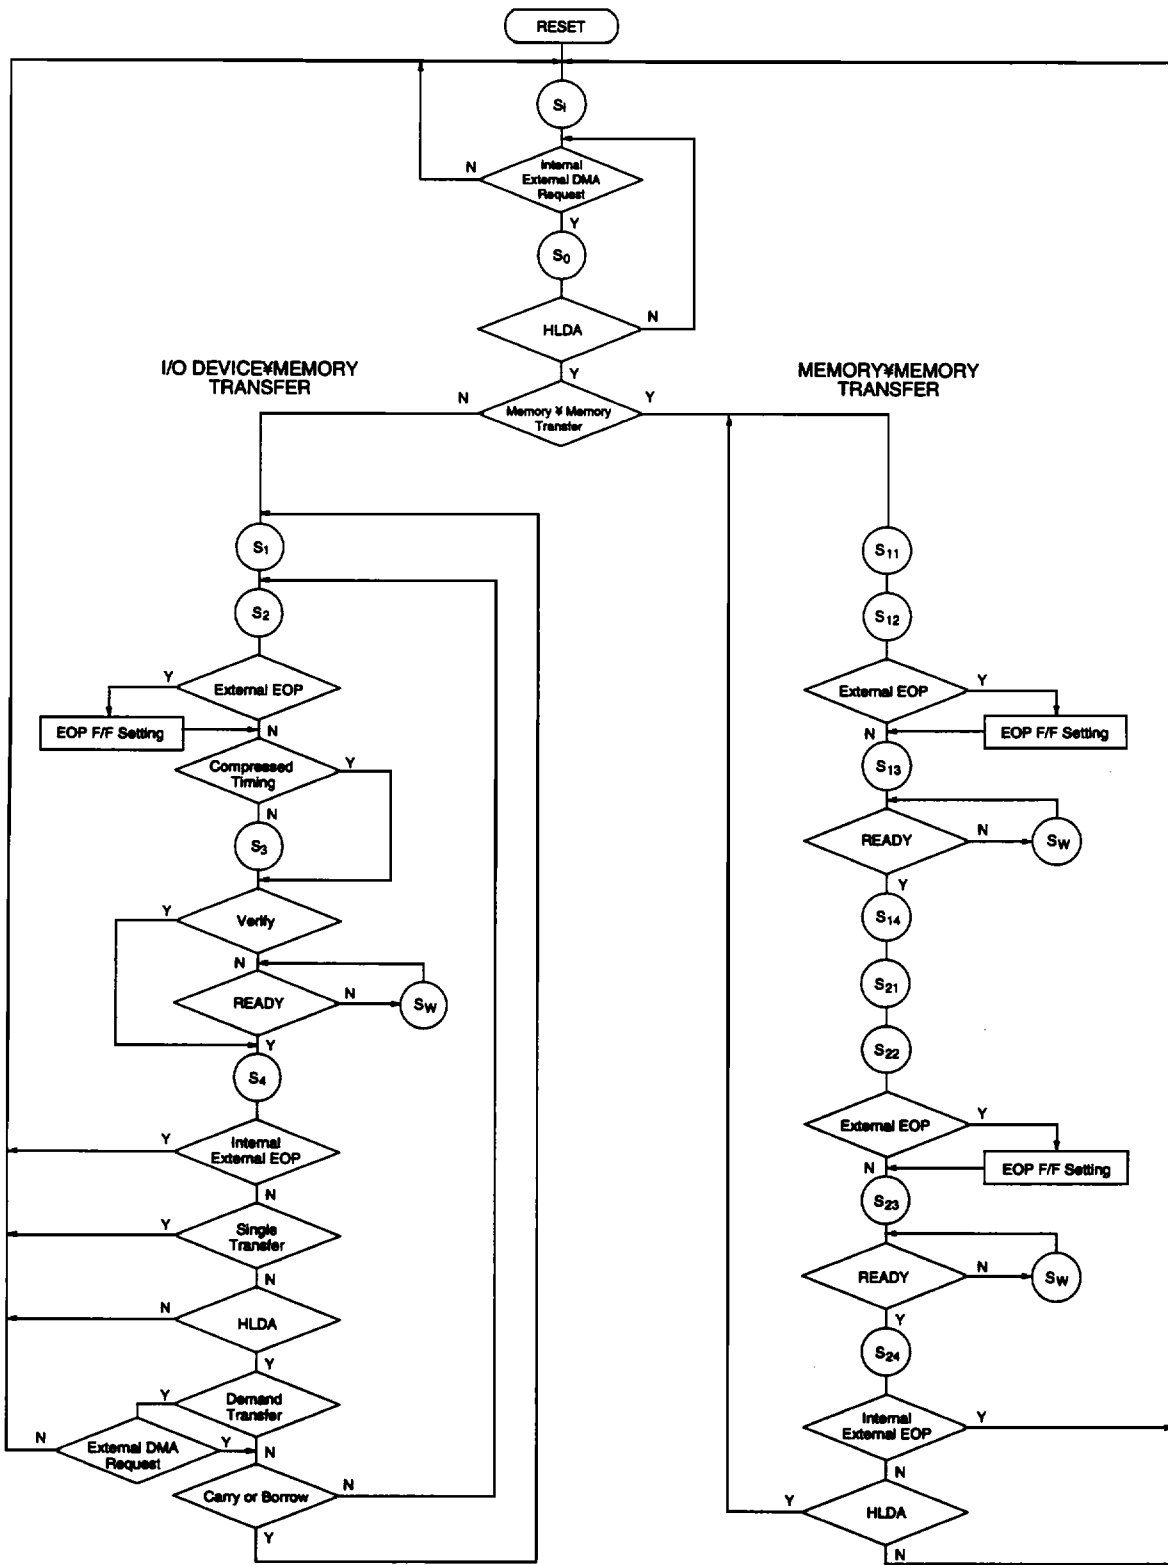 RESET
Si
N
Internal
External DMA
Request
Y
S0
HLDA
N
Y
I/O DEVICE¥MEMORY
TRANSFER
N
Memory ¥ Memory
Transfer
Y
MEMORY¥MEMORY
TRANSFER
S1
S2
Y
External EOP
EOP F/F Setting
N
Compressed
Timing
Y
N
S3
Y
Verify
N
READY
N
SW
Y
S4
Y
Internal
External EOP
N
Y
Single
Transfer
N
N
HLDA
Y
Y
Demand
Transfer
N
External DMA
Request
Y
N
Carry or Borrow
N
Y
S11
S12
External EOP
Y
N
EOP F/F Setting
S13
READY
N
SW
Y
S14
S21
S22
External EOP
Y
N
EOP F/F Setting
S23
READY
N
SW
Y
S24
Internal
External EOP
Y
N
Y
HLDA
N